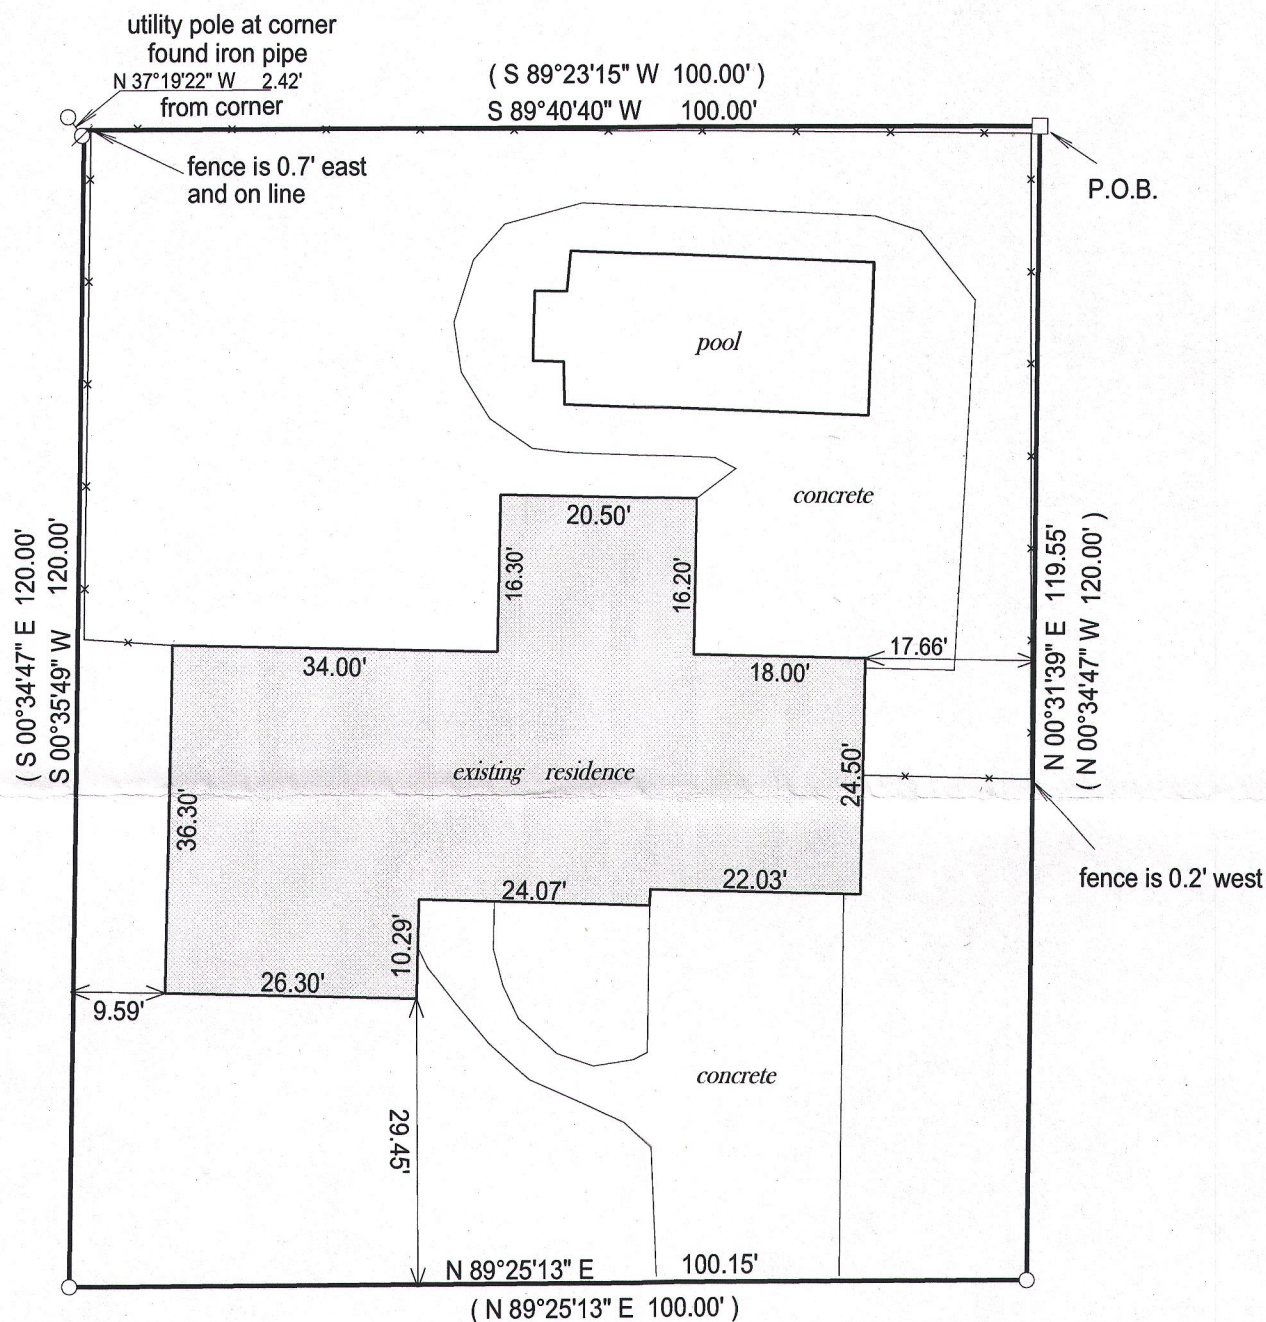 utility pole at corner
found iron pipe
N 37°19'22" W 2.42'
from corner
( S 89°23'15" W 100.00' )
S 89°40'40" W 100.00'
fence is 0.7' east
and on line
P.O.B.
pool
concrete
20.50'
16.30'
16.20'
34.00'
18.00'
17.66'
( S 00°34'47" E 120.00'
S 00°35'49" W 120.00'
N 00°31'39" E 119.55'
( N 00°34'47" W 120.00' )
existing residence
24.50'
36.30'
fence is 0.2' west
24.07'
22.03'
10.29'
26.30'
9.59'
concrete
29.45'
N 89°25'13" E 100.15'
( N 89°25'13" E 100.00' )